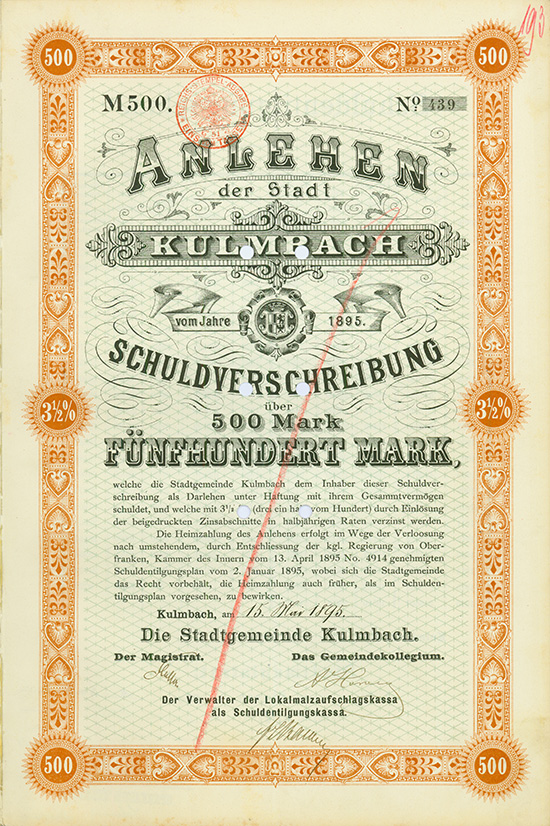 193
500 500
M500. No. 439
ANLEHEN
der Stadt
KULMBACH
vom Jahre 1895.
SCHULDVERSCHREIBUNG
über
3½% 500 Mark 3½%
FÜNFHUNDERT MARK,
welche die Stadtgemeinde Kulmbach dem Inhaber dieser Schuldver-
schreibung als Darlehen unter Haftung mit ihrem Gesammtvermögen
schuldet, und welche mit 3½ % (drei ein halb vom Hundert) durch Einlösung
der beigedruckten Zinsabschnitte in halbjährigen Raten verzinst werden.
Die Heimzahlung des Anlehens erfolgt im Wege der Verloosung
nach umstehendem, durch Entschliessung der kgl. Regierung von Ober-
franken, Kammer des Innern vom 13. April 1895 No. 4914 genehmigten
Schuldentilgungsplan vom 2. Januar 1895, wobei sich die Stadtgemeinde
das Recht vorbehält, die Heimzahlung auch früher, als im Schulden-
tilgungsplan vorgesehen, zu bewirken.
Kulmbach, am 15. Mai 1895.
Die Stadtgemeinde Kulmbach.
Der Magistrat. Das Gemeindekollegium.
Der Verwalter der Lokalmalzaufschlagskassa
als Schuldentilgungskassa.
500 500